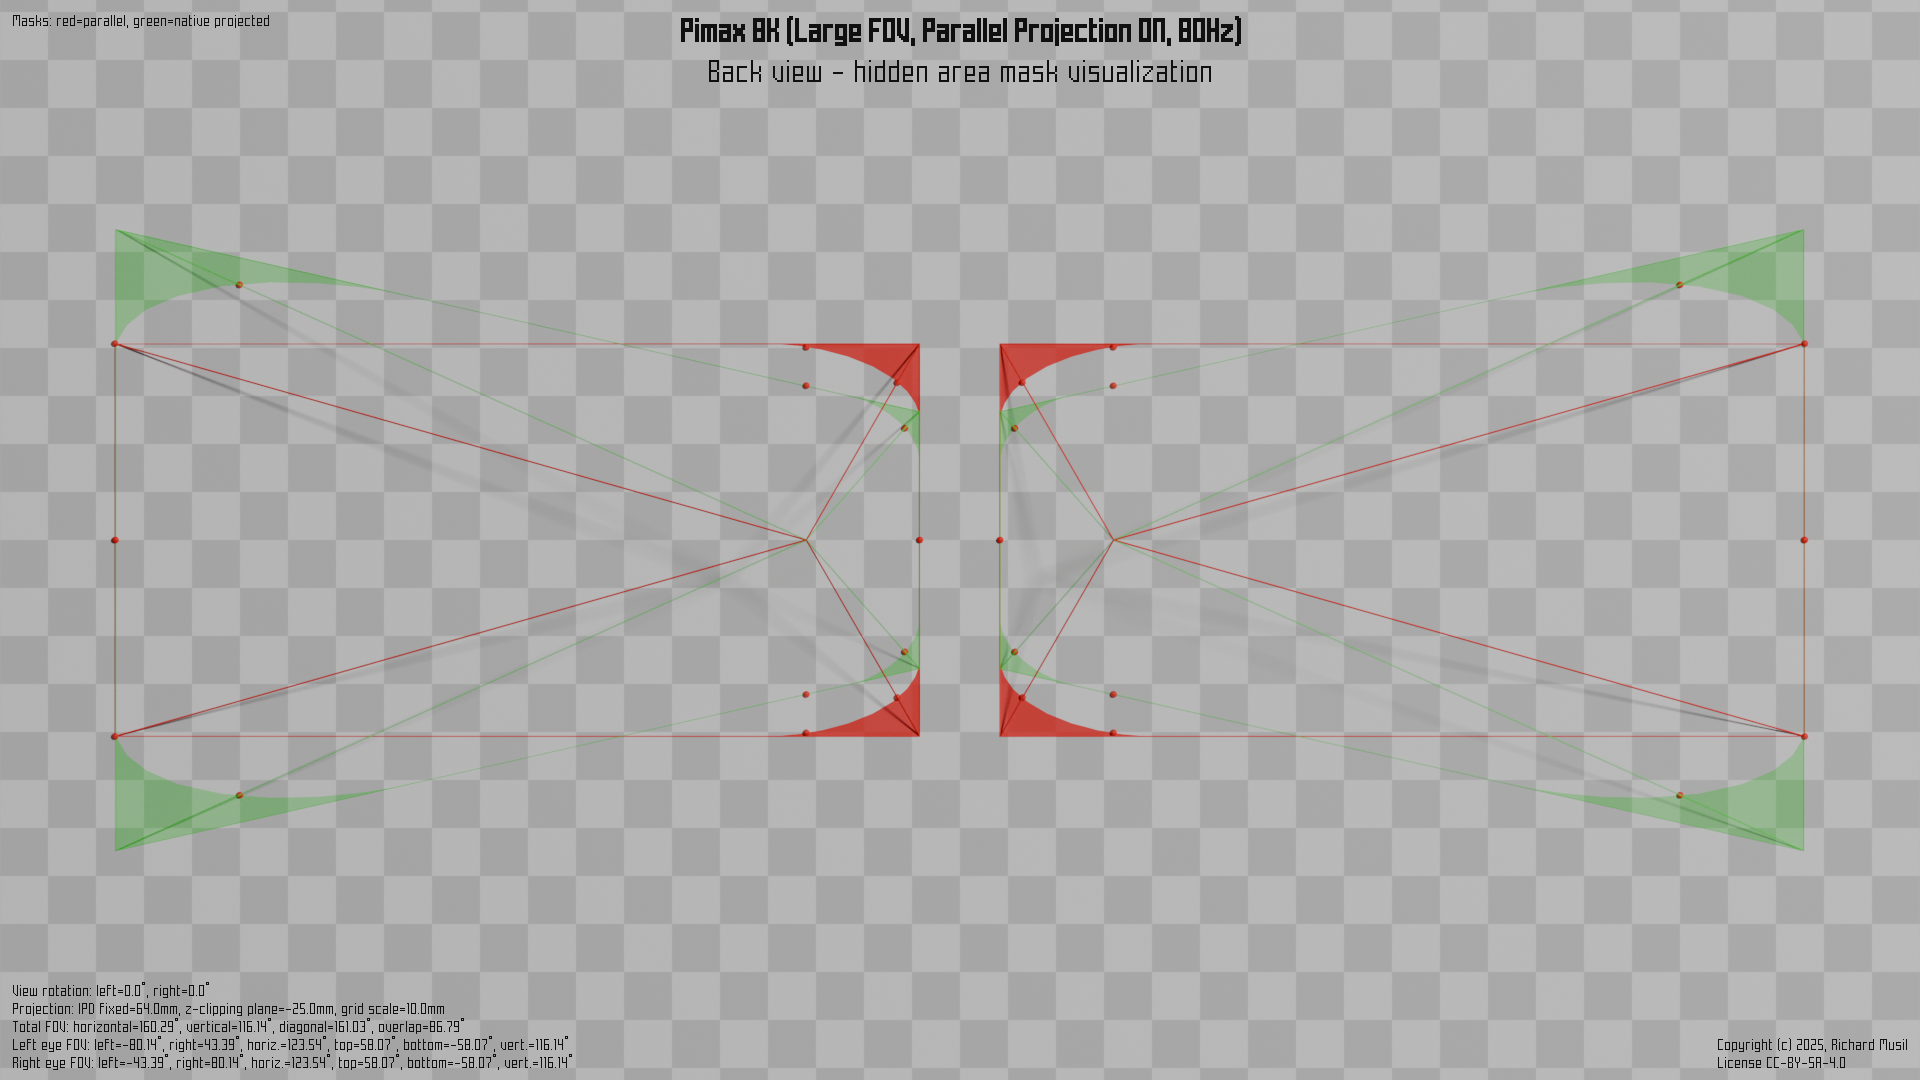 Masks: red=parallel, green=native projected
Pimax 8K (Large FOV, Parallel Projection ON, 80Hz)
Back view - hidden area mask visualization
View rotation: left=0.0°, right=0.0°
Projection: IPD fixed=64.0mm, z-clipping plane=-25.0mm, grid scale=10.0mm
Total FOV: horizontal=160.29°, vertical=116.14°, diagonal=161.03°, overlap=86.79°
Left eye FOV: left=-80.14°, right=43.39°, horiz.=123.54°, top=58.07°, bottom=-58.07°, vert.=116.14°
Right eye FOV: left=-43.39°, right=80.14°, horiz.=123.54°, top=58.07°, bottom=-58.07°, vert.=116.14°
Copyright (c) 2025, Richard Musil
License CC-BY-SA-4.0